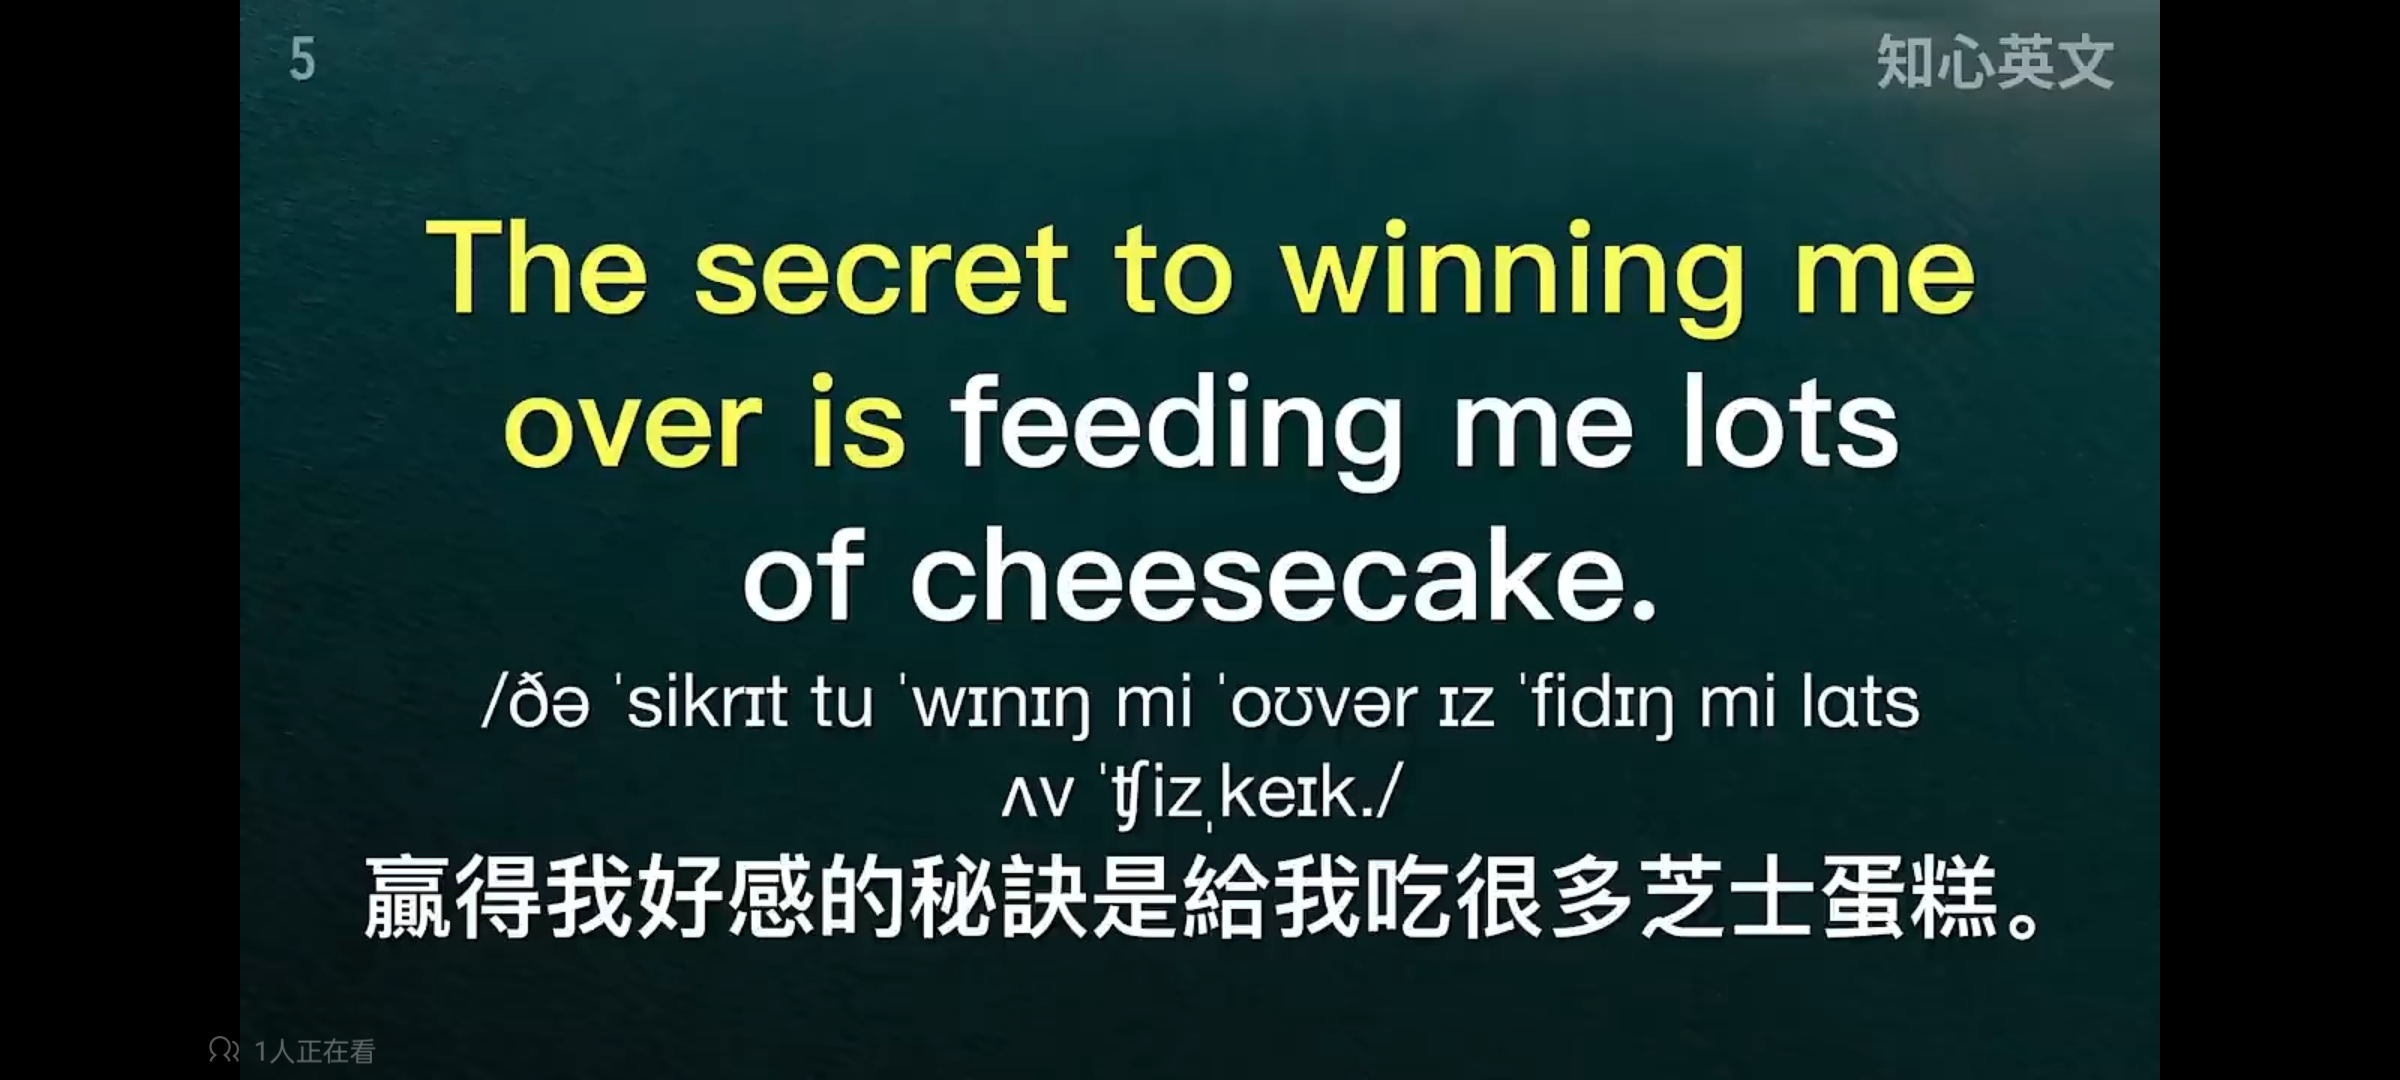 5
知心英文
The secret to winning me
over is feeding me lots
of cheesecake.
/ðə ˈsikrɪt tu ˈwɪnɪŋ mi ˈoʊvər ɪz ˈfidɪŋ mi lɑts
ʌv ˈʧizˌkeɪk./
贏得我好感的秘訣是給我吃很多芝士蛋糕。
1人正在看